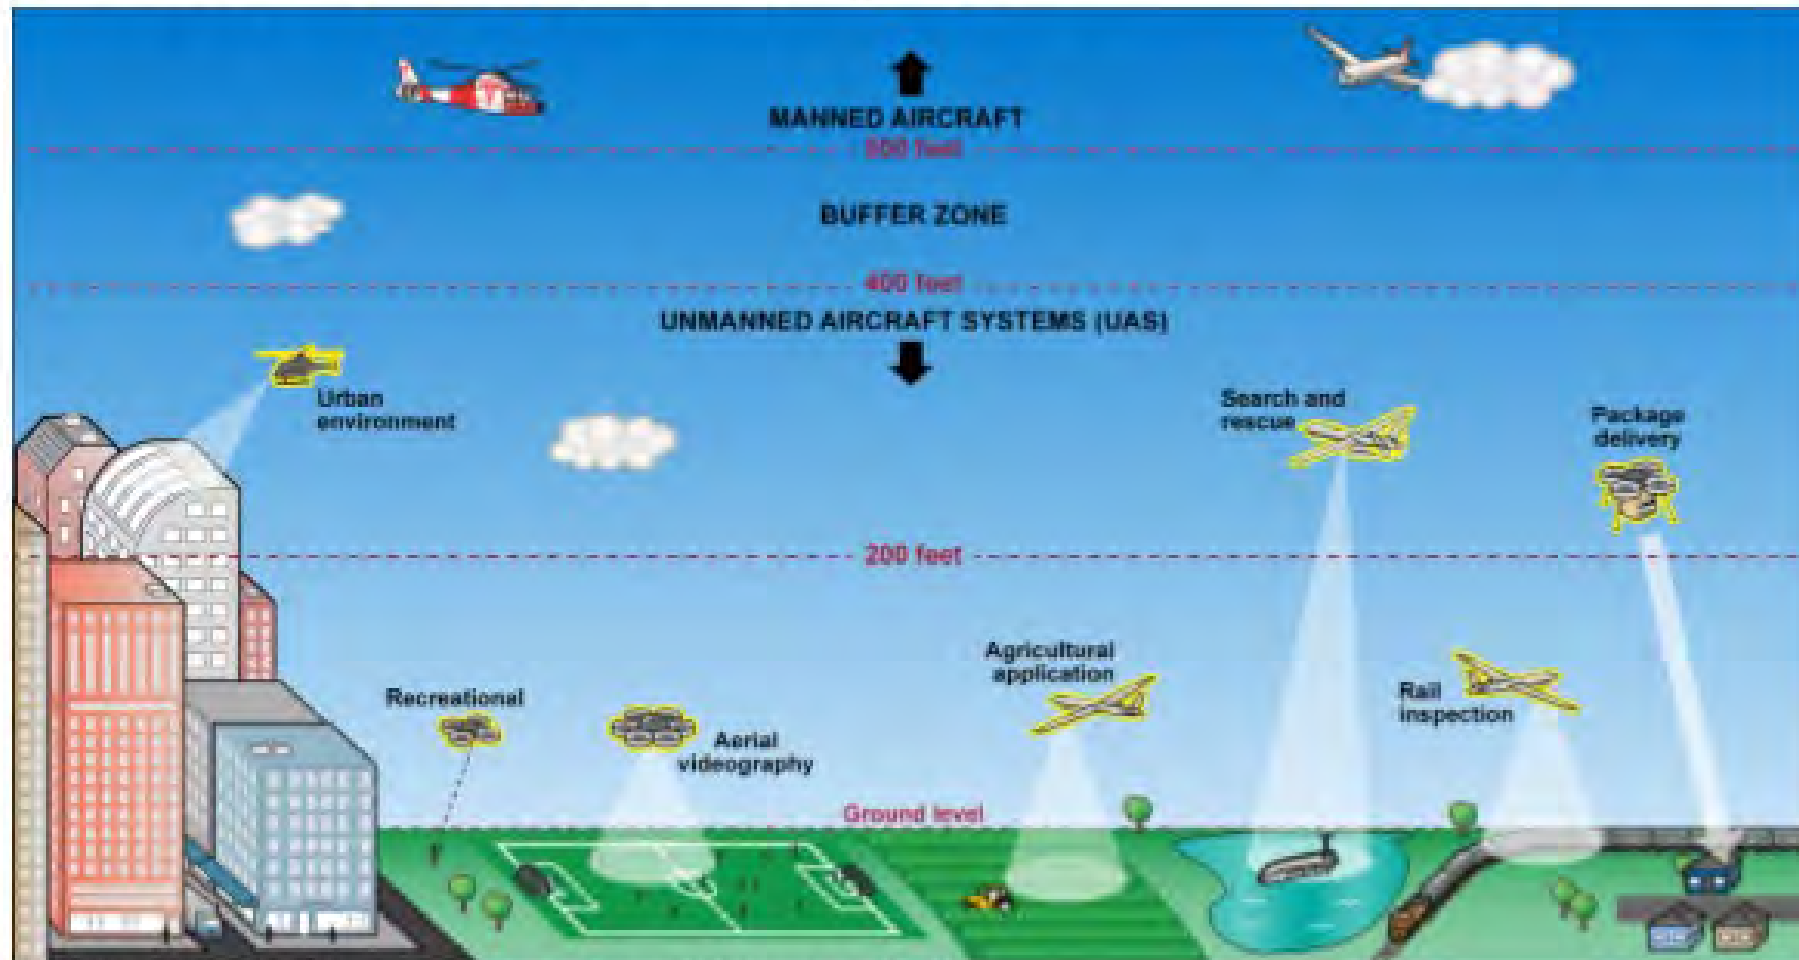 MANNED AIRCRAFT
500 feet
BUFFER ZONE
400 feet
UNMANNED AIRCRAFT SYSTEMS (UAS)
Urban
environment
Search and
rescue
Package
delivery
200 feet
Agricultural
application
Rail
inspection
Recreational
Aerial
videography
Ground level